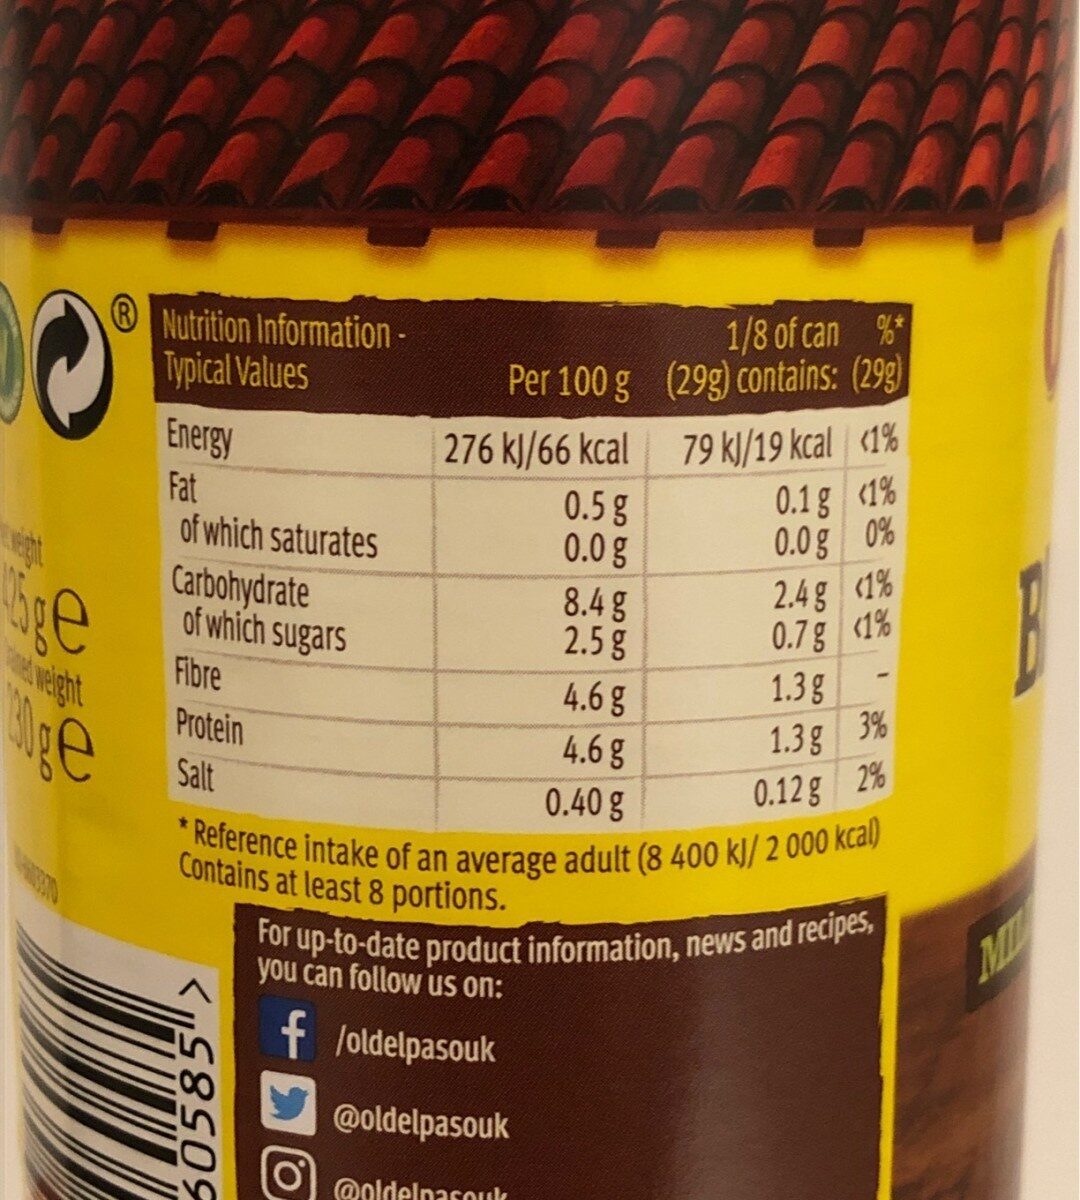 ®
Nutrition Information -
Typical Values
Per 100 g
1/8 of can
(29g) contains:
%*
(29g)
Energy 276 kJ/66 kcal 79 kJ/19 kcal <1%
Fat 0.5 g 0.1 g <1%
of which saturates 0.0 g 0.0 g 0%
Carbohydrate 8.4 g 2.4 g <1%
of which sugars 2.5 g 0.7 g <1%
Fibre 4.6 g 1.3 g -
Protein 4.6 g 1.3 g 3%
Salt 0.40 g 0.12 g 2%
* Reference intake of an average adult (8 400 kJ/ 2 000 kcal)
Contains at least 8 portions.
For up-to-date product information, news and recipes,
you can follow us on:
f /oldelpasouk
@oldelpasouk
@oldelpasouk
weight
425g e
weight
230g e
60585 >